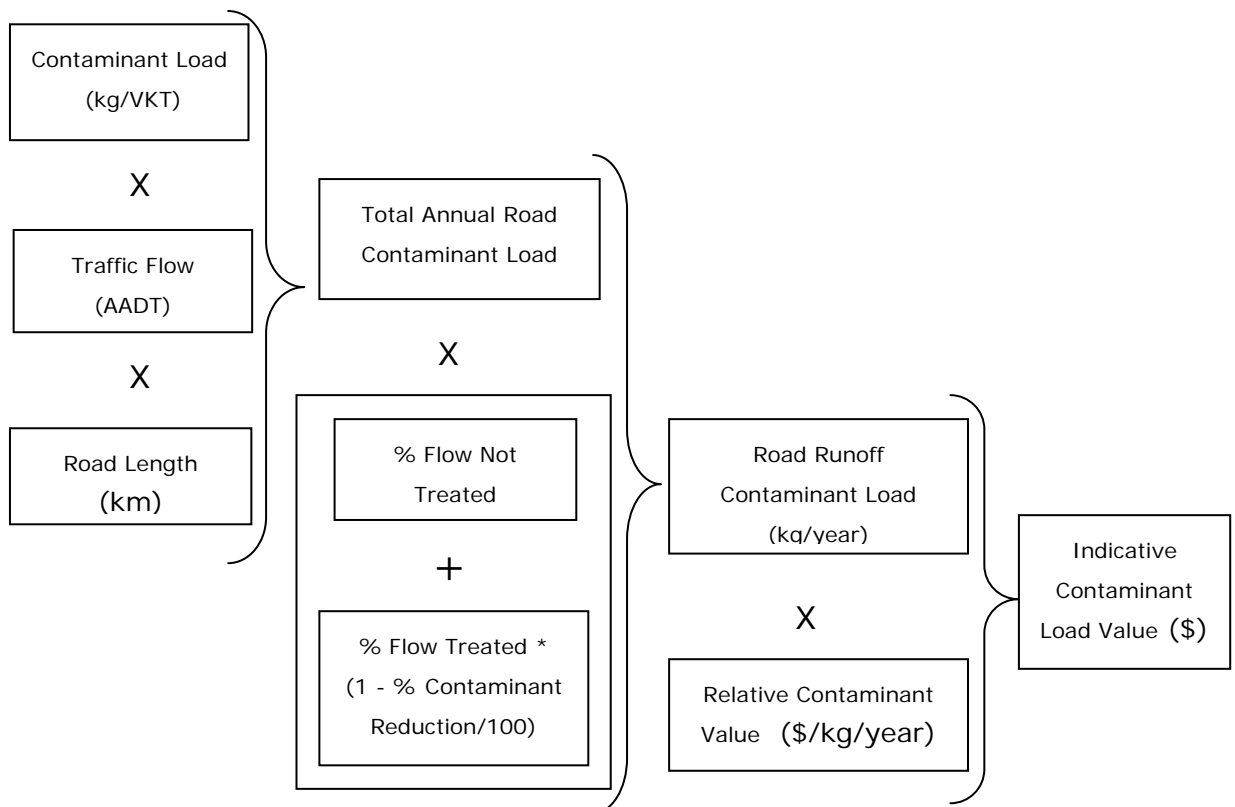 Contaminant Load
(kg/VKT)
X
Traffic Flow
(AADT)
X
Road Length
(km)
Total Annual Road
Contaminant Load
X
% Flow Not
Treated
+
% Flow Treated *
(1 - % Contaminant
Reduction/100)
Road Runoff
Contaminant Load
(kg/year)
X
Relative Contaminant
Value ($/kg/year)
Indicative
Contaminant
Load Value ($)